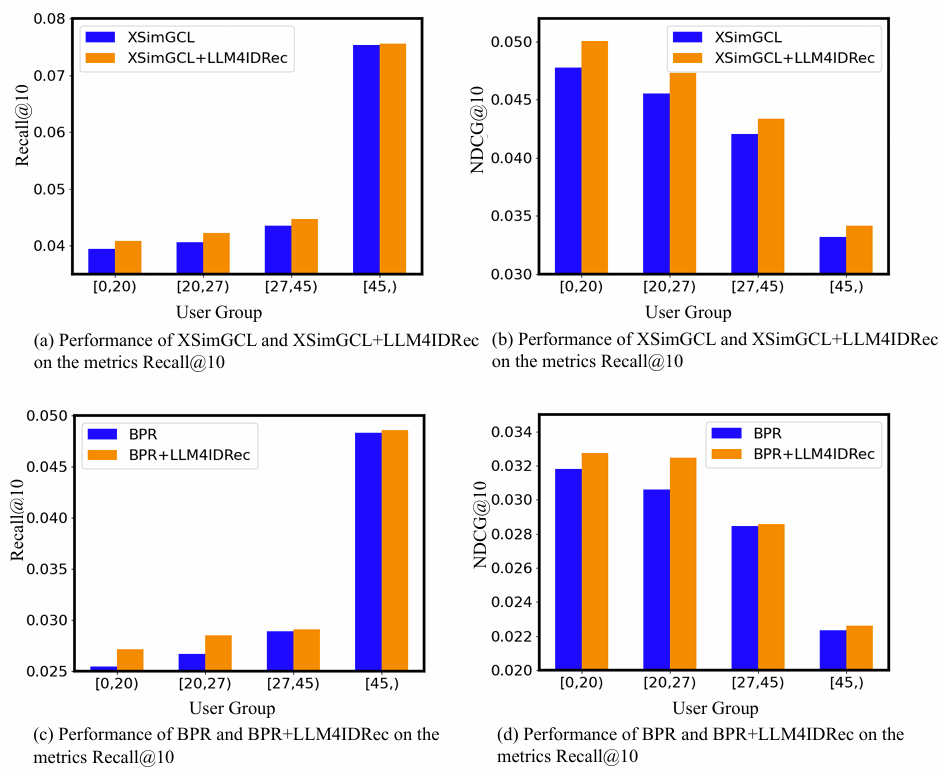 0.08
0.07
0.06
0.05
0.04
Recall@10
XSimGCL
XSimGCL+LLM4IDRec
[0,20)
[20,27)
[27,45)
[45,)
User Group
(a) Performance of XSimGCL and XSimGCL+LLM4IDRec
on the metrics Recall@10
0.050
0.045
0.040
0.035
0.030
NDCG@10
XSimGCL
XSimGCL+LLM4IDRec
[0,20)
[20,27)
[27,45)
[45,)
User Group
(b) Performance of XSimGCL and XSimGCL+LLM4IDRec
on the metrics Recall@10
0.050
0.045
0.040
0.035
0.030
0.025
Recall@10
BPR
BPR+LLM4IDRec
[0,20)
[20,27)
[27,45)
[45,)
User Group
(c) Performance of BPR and BPR+LLM4IDRec on the
metrics Recall@10
0.034
0.032
0.030
0.028
0.026
0.024
0.022
0.020
NDCG@10
BPR
BPR+LLM4IDRec
[0,20)
[20,27)
[27,45)
[45,)
User Group
(d) Performance of BPR and BPR+LLM4IDRec on the
metrics Recall@10